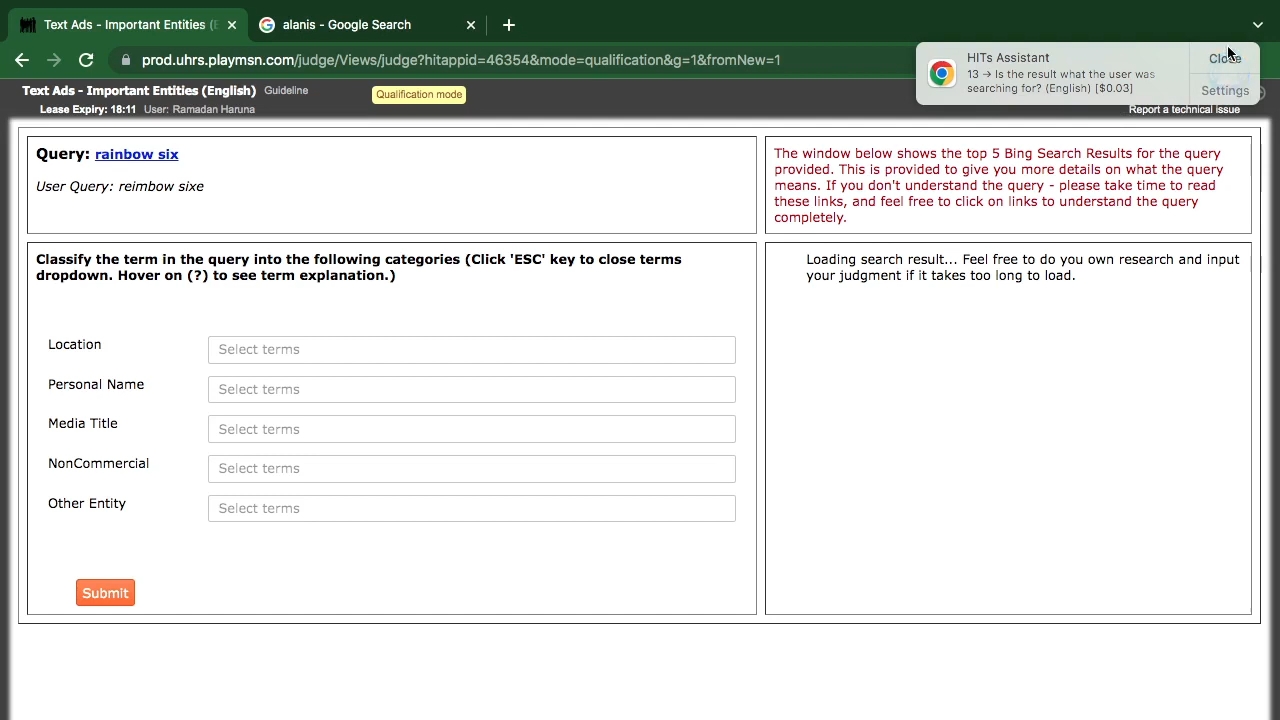 Text Ads - Important Entities (E
alanis - Google Search
prod.uhrs.playmsn.com/judge/Views/judge?hitappid=46354&mode=qualification&g=1&fromNew=1
HITs Assistant
13 → Is the result what the user was
searching for? (English) [$0.03]
Close
Settings
Text Ads - Important Entities (English) Guideline
Qualification mode
Lease Expiry: 18:11 User: Ramadan Haruna
Report a technical issue
Query: rainbow six
User Query: reimbow sixe
The window below shows the top 5 Bing Search Results for the query
provided. This is provided to give you more details on what the query
means. If you don't understand the query - please take time to read
these links, and feel free to click on links to understand the query
completely.
Classify the term in the query into the following categories (Click 'ESC' key to close terms
dropdown. Hover on (?) to see term explanation.)
Loading search result... Feel free to do you own research and input
your judgment if it takes too long to load.
Location
Select terms
Personal Name
Select terms
Media Title
Select terms
NonCommercial
Select terms
Other Entity
Select terms
Submit